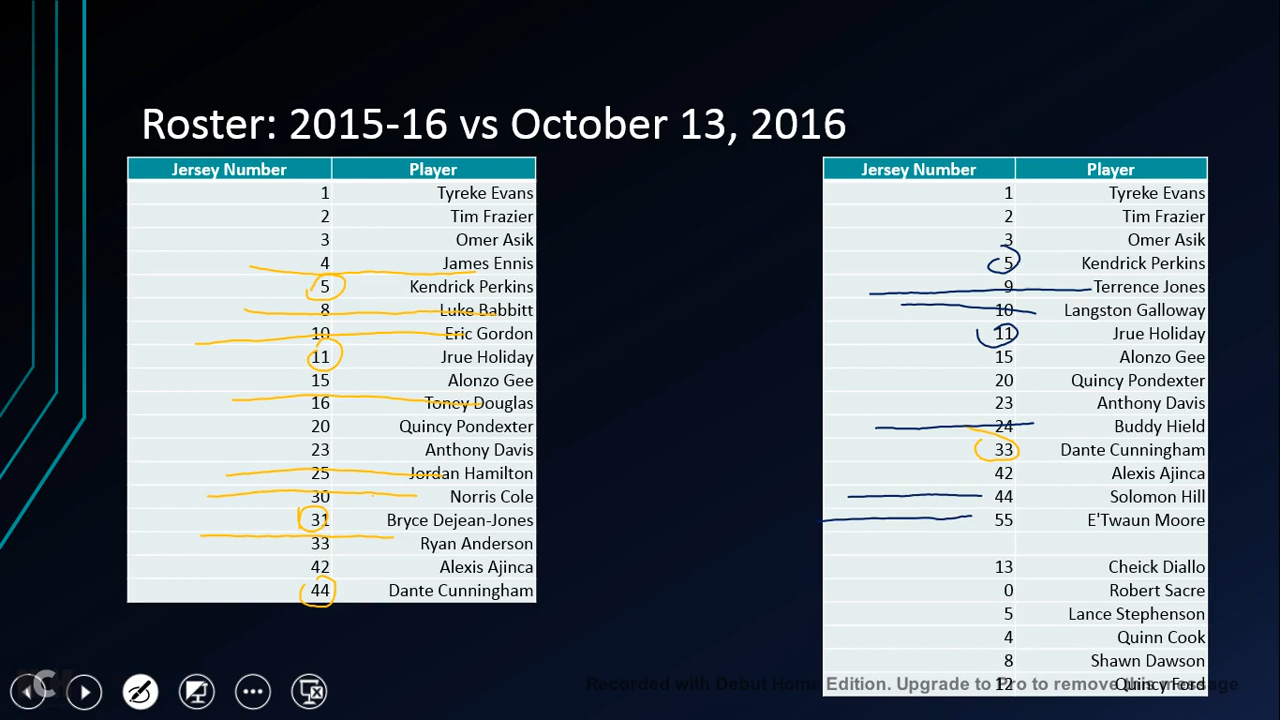 Roster: 2015-16 vs October 13, 2016
Jersey Number Player
1 Tyreke Evans
2 Tim Frazier
3 Omer Asik
4 James Ennis
5 Kendrick Perkins
8 Luke Babbitt
10 Eric Gordon
11 Jrue Holiday
15 Alonzo Gee
16 Toney Douglas
20 Quincy Pondexter
23 Anthony Davis
25 Jordan Hamilton
30 Norris Cole
31 Bryce Dejean-Jones
33 Ryan Anderson
42 Alexis Ajinca
44 Dante Cunningham
Jersey Number Player
1 Tyreke Evans
2 Tim Frazier
3 Omer Asik
5 Kendrick Perkins
9 Terrence Jones
10 Langston Galloway
11 Jrue Holiday
15 Alonzo Gee
20 Quincy Pondexter
23 Anthony Davis
24 Buddy Hield
33 Dante Cunningham
42 Alexis Ajinca
44 Solomon Hill
55 E'Twaun Moore
13 Cheick Diallo
0 Robert Sacre
5 Lance Stephenson
4 Quinn Cook
8 Shawn Dawson
12 Quincy Ford
Recorded with Debut Home Edition. Upgrade to Pro to remove this message